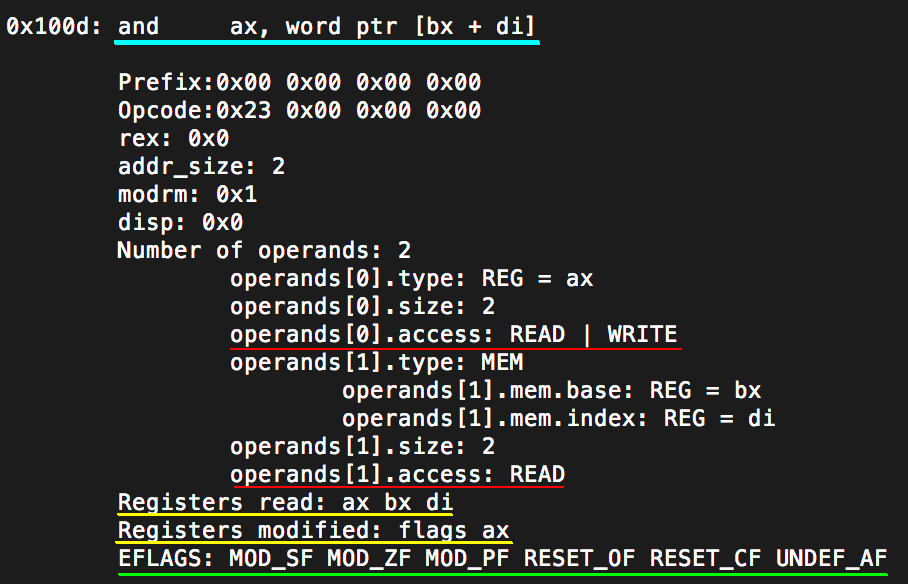 0x100d: and ax, word ptr [bx + di]
Prefix:0x00 0x00 0x00 0x00
Opcode:0x23 0x00 0x00 0x00
rex: 0x0
addr_size: 2
modrm: 0x1
disp: 0x0
Number of operands: 2
operands[0].type: REG = ax
operands[0].size: 2
operands[0].access: READ | WRITE
operands[1].type: MEM
operands[1].mem.base: REG = bx
operands[1].mem.index: REG = di
operands[1].size: 2
operands[1].access: READ
Registers read: ax bx di
Registers modified: flags ax
EFLAGS: MOD_SF MOD_ZF MOD_PF RESET_OF RESET_CF UNDEF_AF